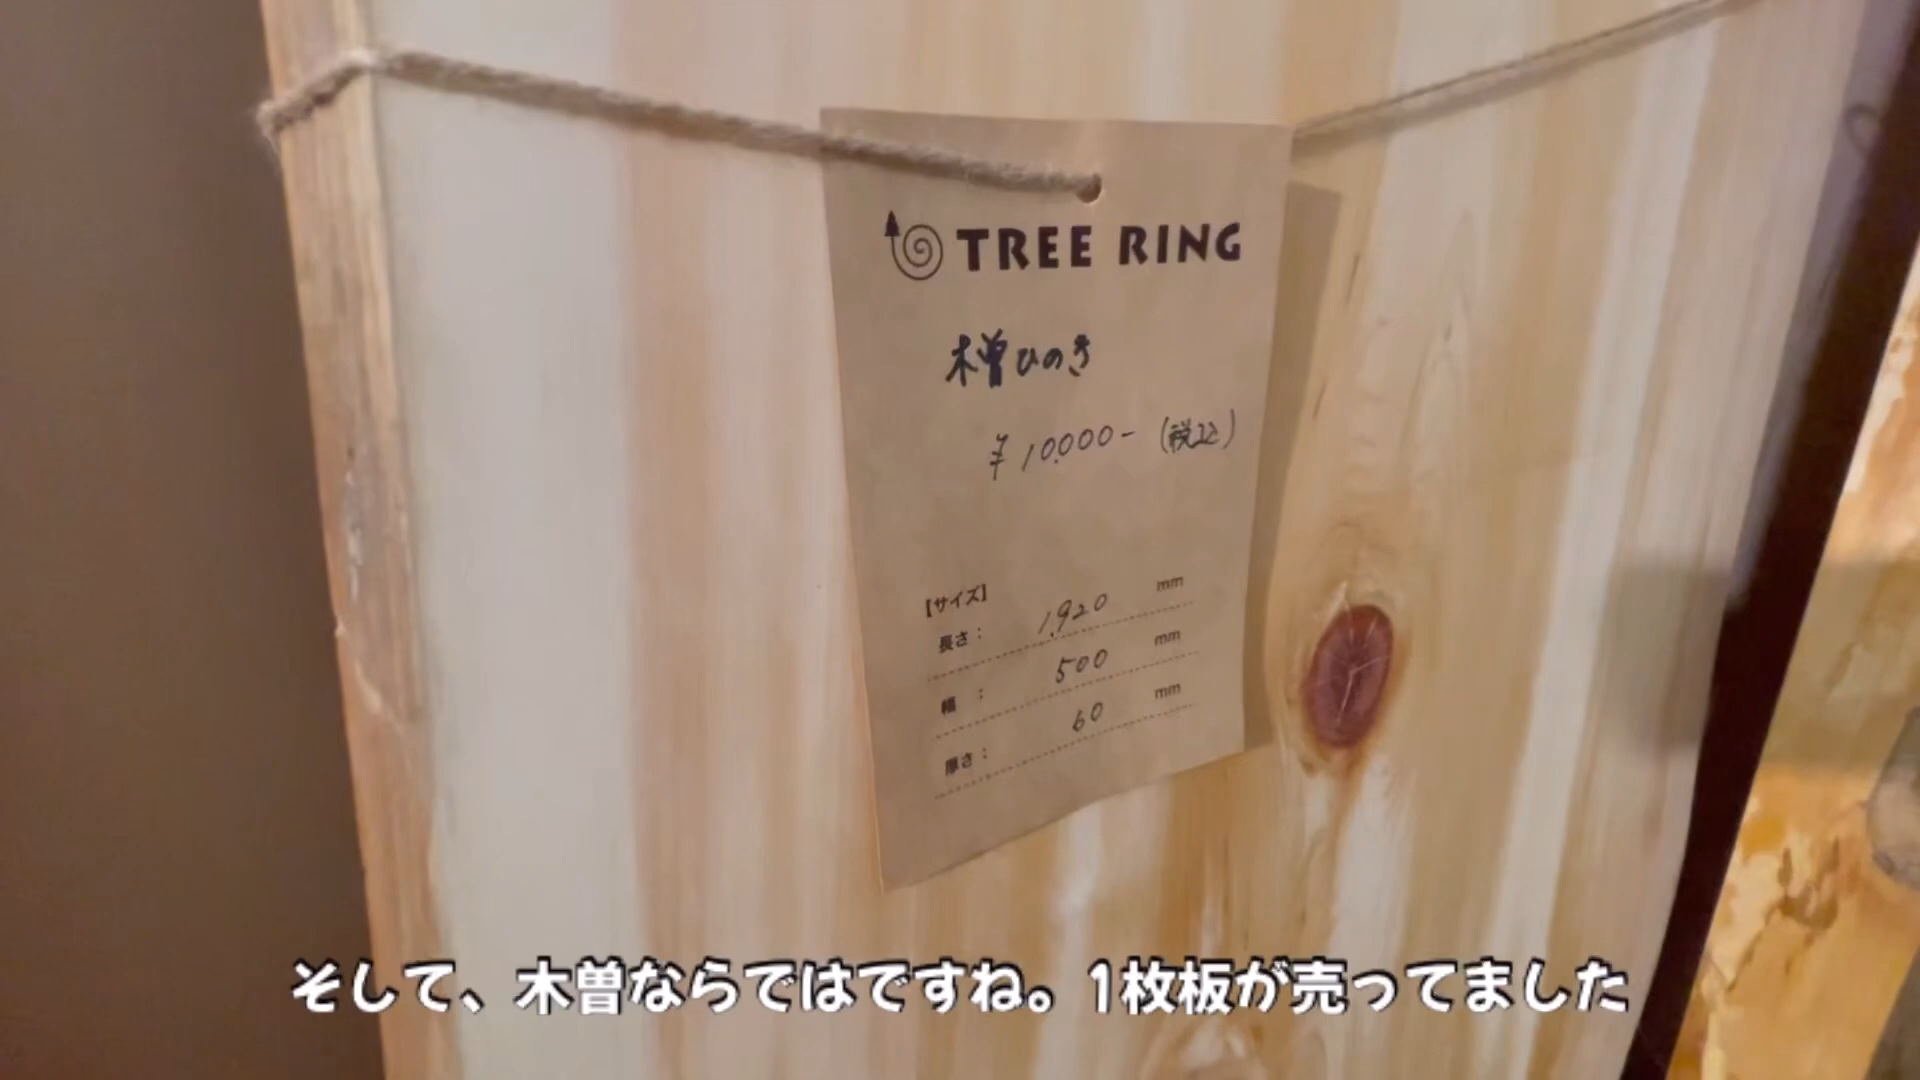 TREE RING
木曽ひのき
¥10,000- (税込)
【サイズ】
長さ： 1,920 mm
幅 ： 500 mm
厚さ： 60 mm
そして、木曽ならではですね。1枚板が売ってました